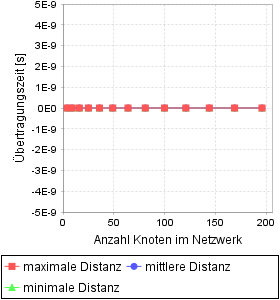 5E-9
4E-9
3E-9
2E-9
1E-9
0E0
-1E-9
-2E-9
-3E-9
-4E-9
-5E-9
Übertragungszeit [s]
0 50 100 150 200
Anzahl Knoten im Netzwerk
maximale Distanz mittlere Distanz
minimale Distanz